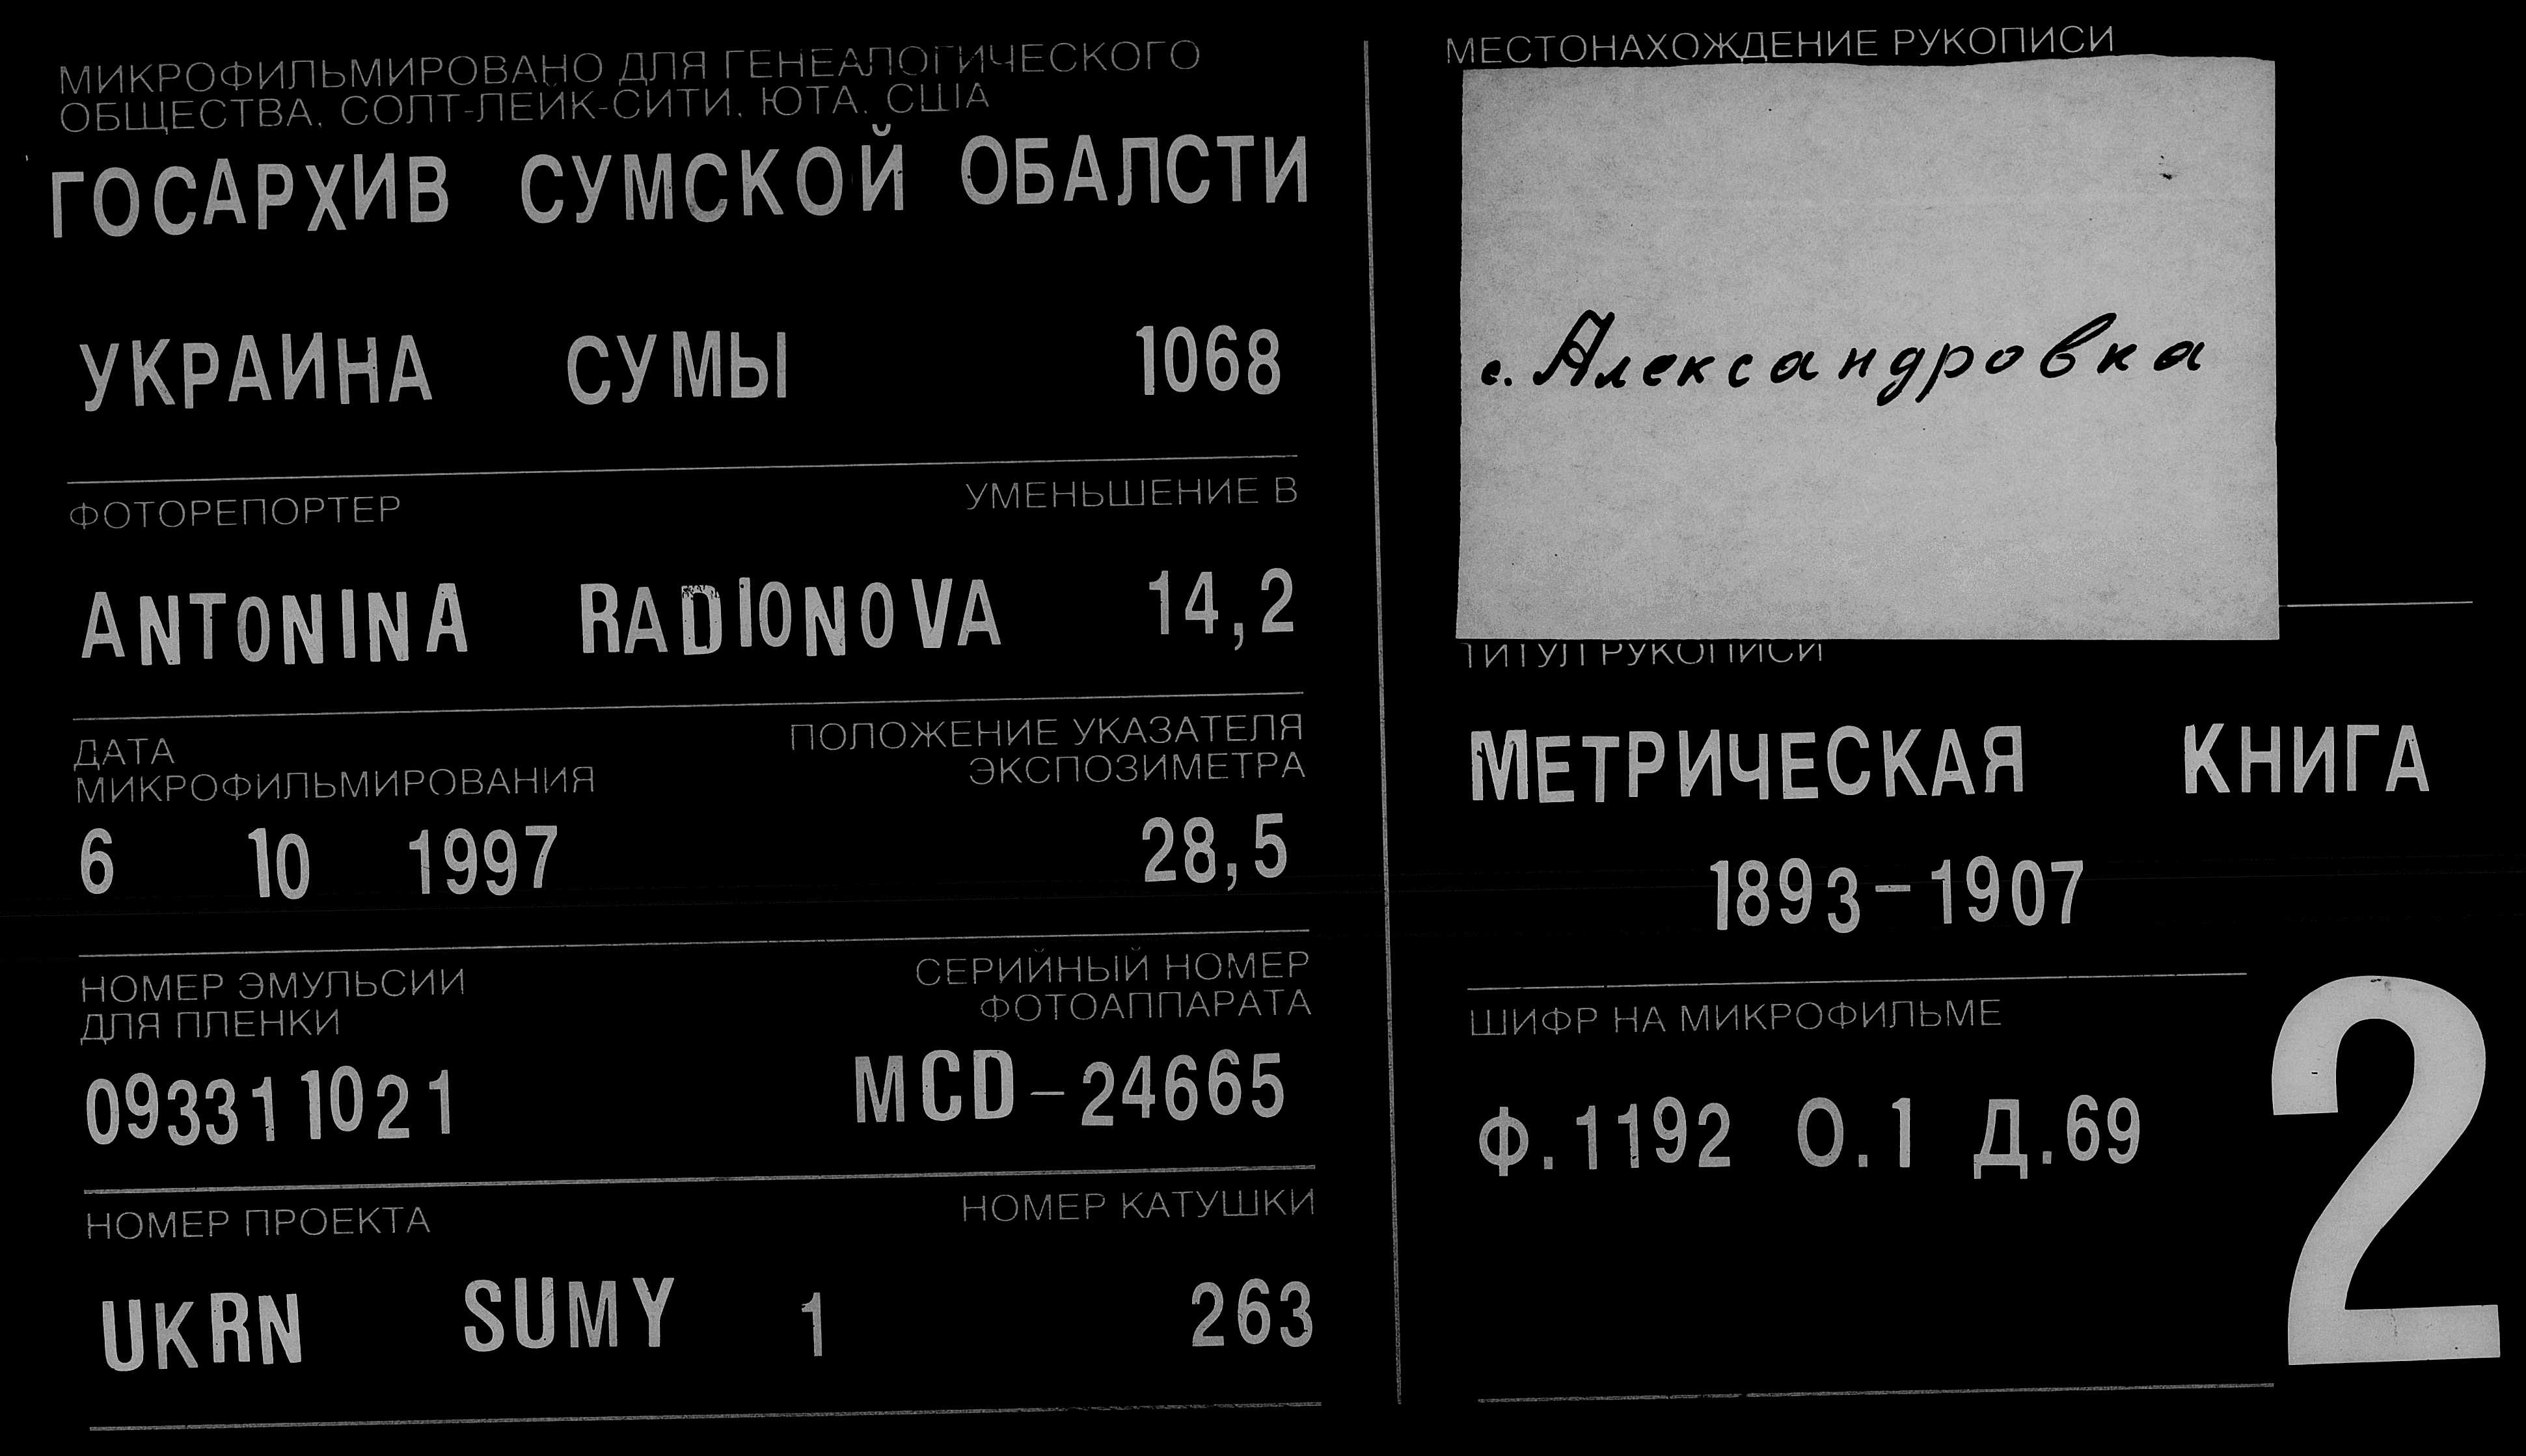 МИКРОФИЛЬМИРОВАНО ДЛЯ ГЕНЕАЛОГИЧЕСКОГО
ОБЩЕСТВА, СОЛТ-ЛЕЙК-СИТИ, ЮТА, США
ГОСАРХИВ СУМСКОЙ ОБАЛСТИ
УКРАИНА СУМЫ 1068
ФОТОРЕПОРТЕР УМЕНЬШЕНИЕ В
ANTONINA RADIONOVA 14,2
ДАТА ПОЛОЖЕНИЕ УКАЗАТЕЛЯ
МИКРОФИЛЬМИРОВАНИЯ ЭКСПОЗИМЕТРА
6 10 1997 28,5
НОМЕР ЭМУЛЬСИИ СЕРИЙНЫЙ НОМЕР
ДЛЯ ПЛЕНКИ ФОТОАППАРАТА
093311021 MCD-24665
НОМЕР ПРОЕКТА НОМЕР КАТУШКИ
UKRN SUMY 1 263
МЕСТОНАХОЖДЕНИЕ РУКОПИСИ
с. Александровка
ТИТУЛ РУКОПИСИ
МЕТРИЧЕСКАЯ КНИГА
1893-1907
ШИФР НА МИКРОФИЛЬМЕ
Ф.1192 О.1 Д.69
2